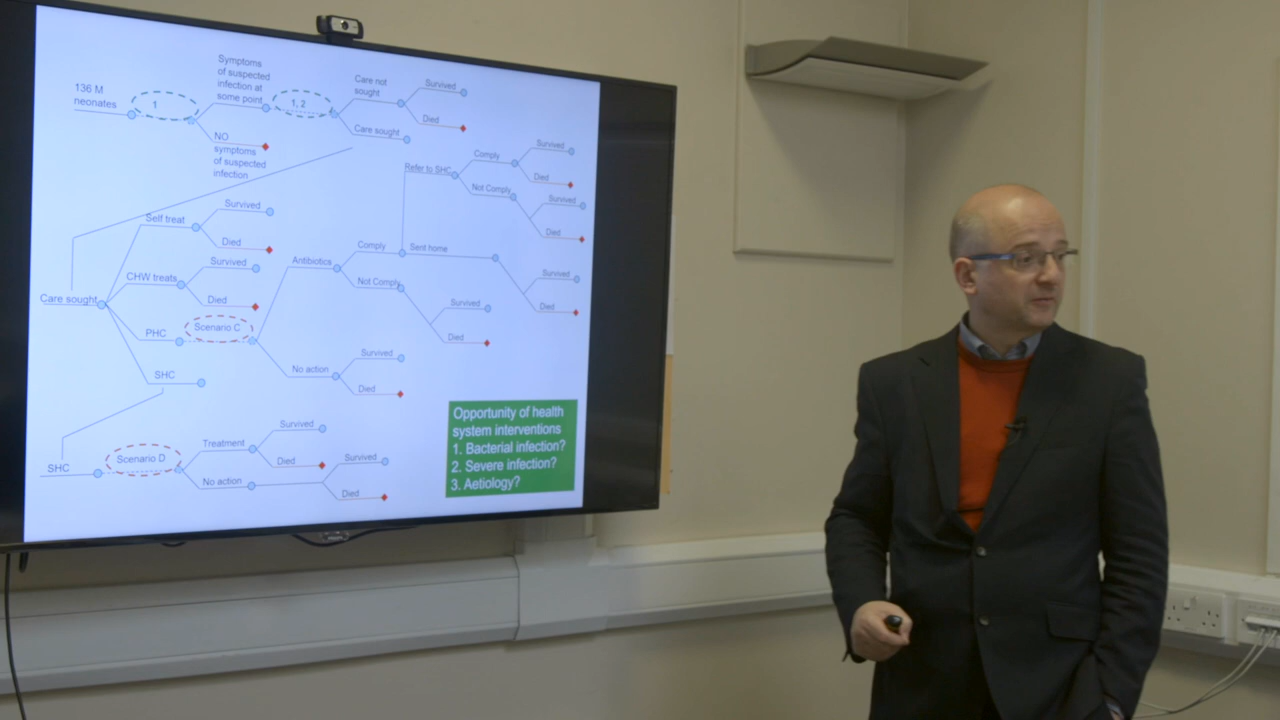 136 M
neonates
1
Symptoms
of suspected
infection at
some point
NO
symptoms
of suspected
infection
1, 2
Care not
sought
Survived
Died
Care sought
Refer to SHC
Comply
Survived
Died
Not Comply
Survived
Died
Care sought
Self treat
Survived
Died
CHW treats
Survived
Died
PHC
Scenario C
SHC
Antibiotics
Comply
Sent home
Survived
Died
Not Comply
Survived
Died
No action
Survived
Died
SHC
Scenario D
Treatment
Survived
Died
No action
Survived
Died
Opportunity of health
system interventions
1. Bacterial infection?
2. Severe infection?
3. Aetiology?